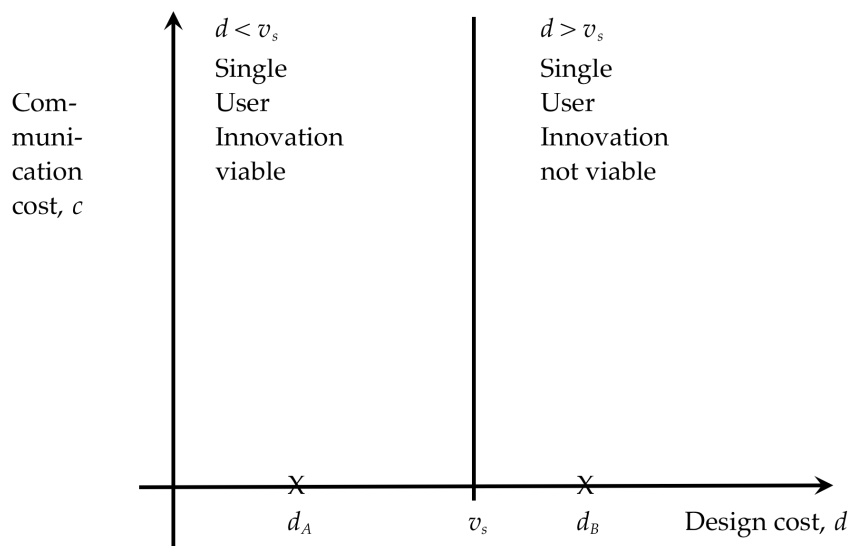 d < v_s
Single
User
Innovation
viable
d > v_s
Single
User
Innovation
not viable
Com-
muni-
cation
cost, c
X
X
d_A
v_s
d_B
Design cost, d